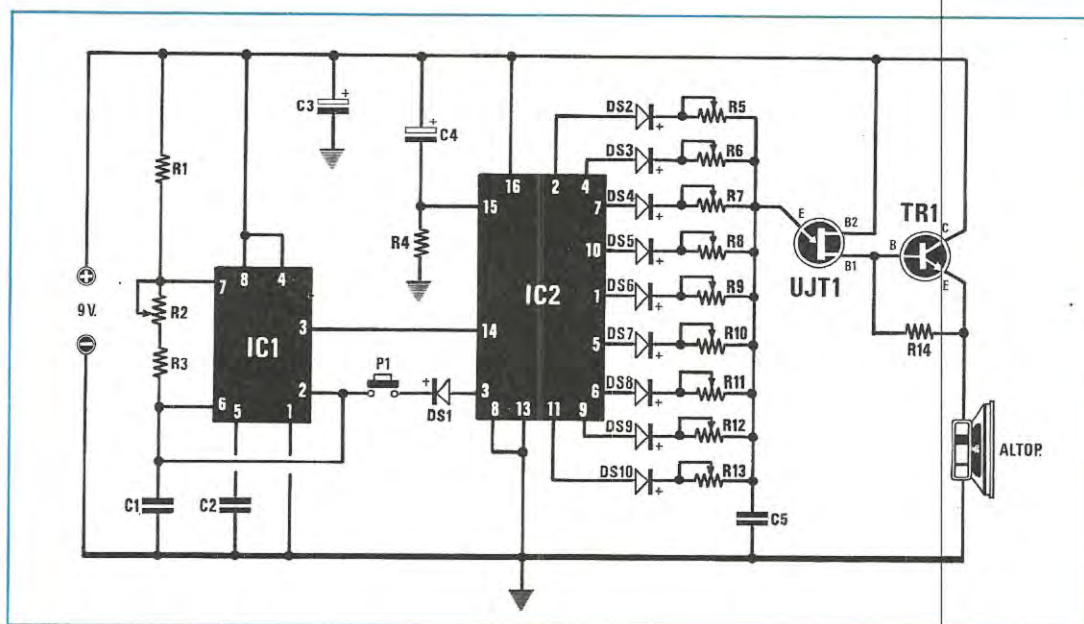 R1
C3
+
C4
+
R4
DS2
+
R5
DS3
+
R6
DS4
+
R7
DS5
+
R8
DS6
+
R9
DS7
+
R10
DS8
+
R11
DS9
+
R12
DS10
+
R13
16
2
4
15
7
10
1
14
5
3
6
8
13
11
9
IC2
E
B2
B1
UJT1
TR1
B
C
E
R14
ALTOP.
+
9V.
−
R2
R3
7
8
4
3
6
2
5
1
IC1
P1
+
DS1
C1
C2
C5